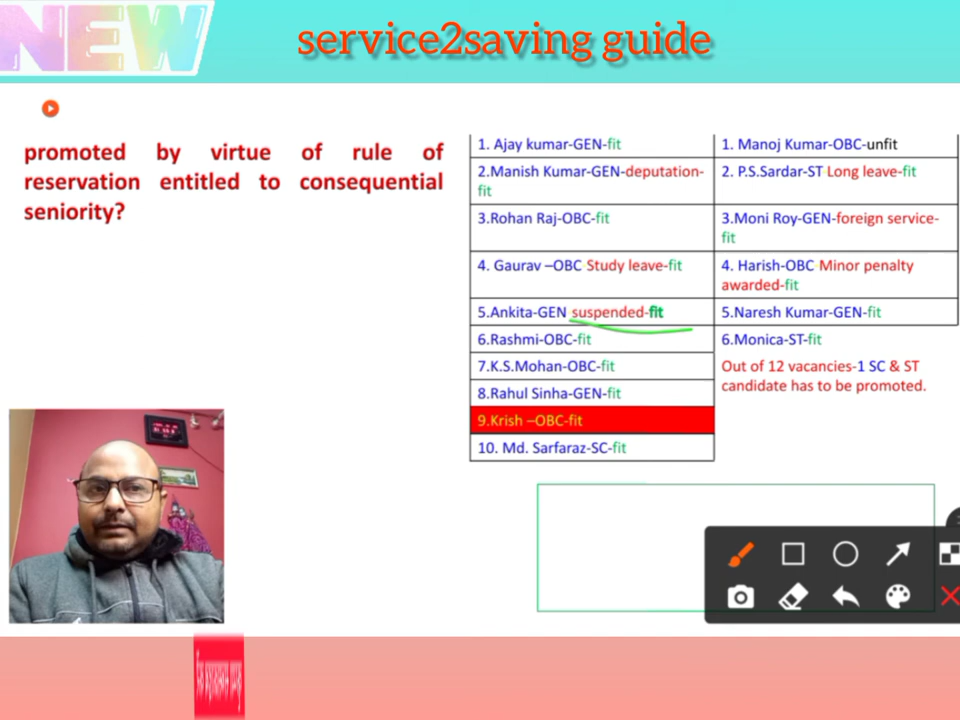 NEW
service2saving guide
promoted by virtue of rule of
reservation entitled to consequential
seniority?
1. Ajay kumar-GEN-fit
2.Manish Kumar-GEN-deputation-
fit
3.Rohan Raj-OBC-fit
4. Gaurav –OBC Study leave-fit
5.Ankita-GEN suspended-fit
6.Rashmi-OBC-fit
7.K.S.Mohan-OBC-fit
8.Rahul Sinha-GEN-fit
9.Krish –OBC-fit
10. Md. Sarfaraz-SC-fit
1. Manoj Kumar-OBC-unfit
2. P.S.Sardar-ST Long leave-fit
3.Moni Roy-GEN-foreign service-
fit
4. Harish-OBC Minor penalty
awarded-fit
5.Naresh Kumar-GEN-fit
6.Monica-ST-fit
Out of 12 vacancies-1 SC & ST
candidate has to be promoted.